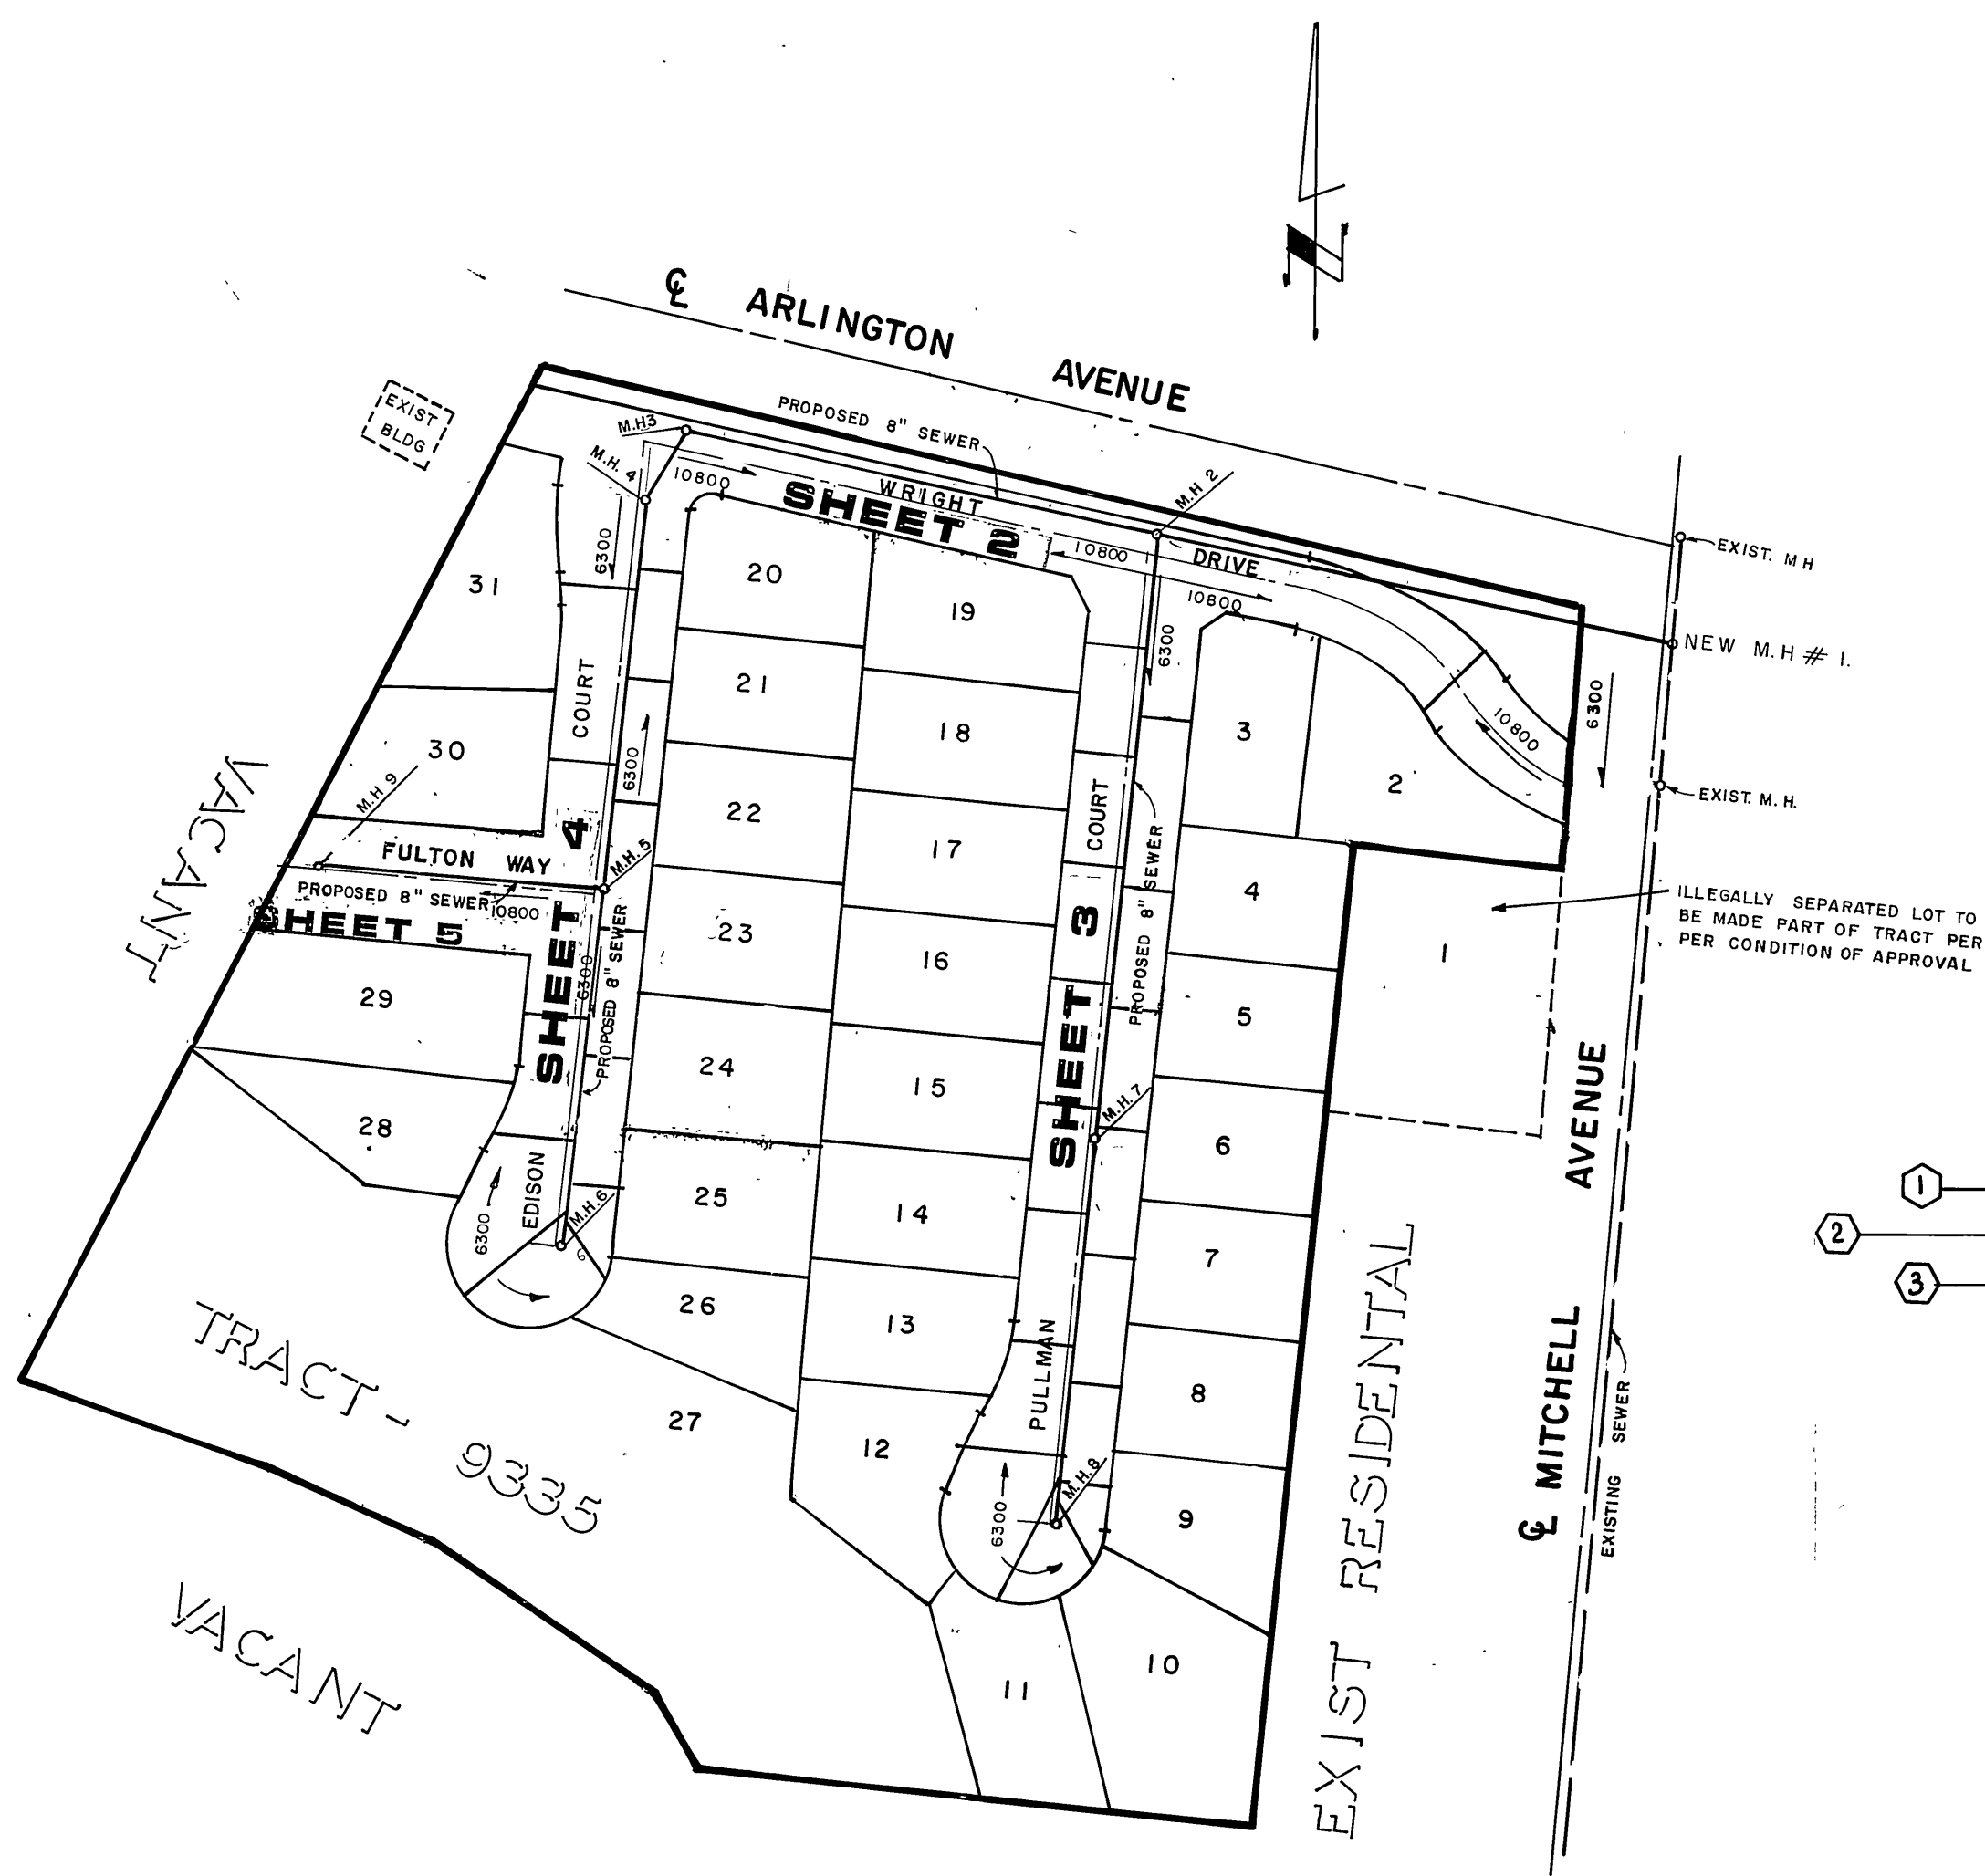 ℄ ARLINGTON AVENUE
EXIST
BLDG
PROPOSED 8" SEWER
M.H3
M.H. 4
10800
WRIGHT
SHEET 2
M.H 2
10800
DRIVE
10800
EXIST. M H
NEW M.H # 1.
6300
6300
6300
10800
EXIST. M. H.
31
20
19
COURT
21
18
3
2
30
6300
22
COURT
M.H 9
17
VACANT
FULTON WAY
M.H.5
PROPOSED 8" SEWER
10800
SHEET 5
SHEET 4
6300
PROPOSED 8" SEWER
23
16
SHEET 3
PROPOSED 8" SEWER
4
1
ILLEGALLY SEPARATED LOT TO
BE MADE PART OF TRACT PER
PER CONDITION OF APPROVAL
29
5
24
15
M.H.7
28
6
AVENUE
EDISON
6300
M.H.6
25
14
7
1
2
3
26
13
PULLMAN
TRACT - 9335
27
12
8
℄ MITCHELL
EXISTING SEWER
M.H.8
6300
9
EXIST RESIDENTAL
VACANT
11
10